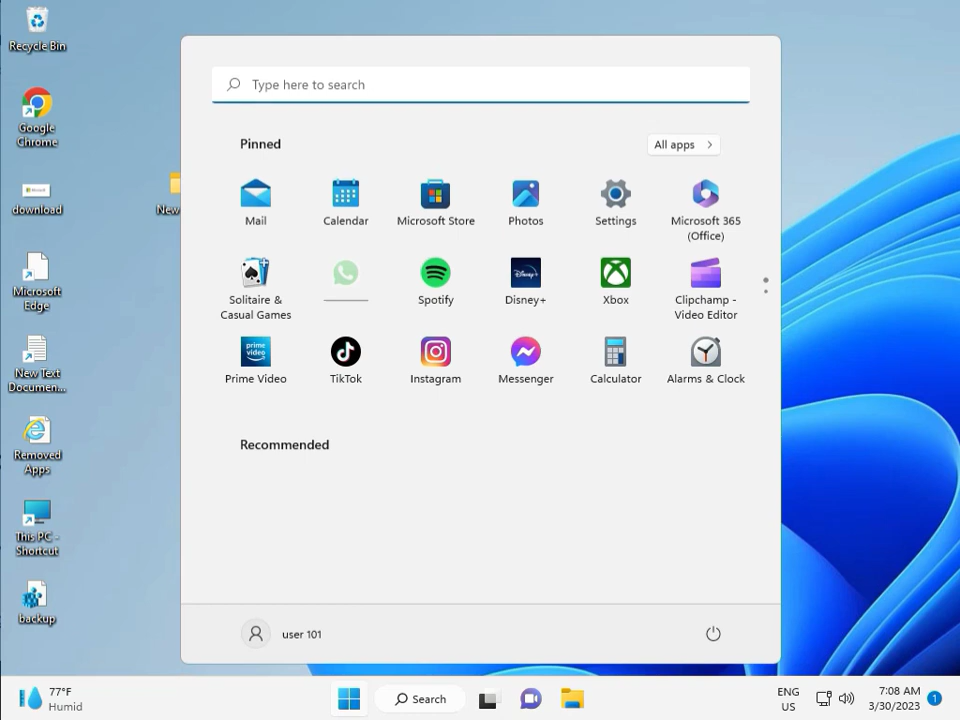 Recycle Bin
Google
Chrome
download
New
Microsoft
Edge
New Text
Documen...
Removed
Apps
This PC -
Shortcut
backup
Type here to search
Pinned
All apps
Mail
Calendar
Microsoft Store
Photos
Settings
Microsoft 365
(Office)
Solitaire &
Casual Games
Spotify
Disney+
Disney+
Xbox
Clipchamp -
Video Editor
prime
video
Prime Video
TikTok
Instagram
Messenger
Calculator
Alarms & Clock
Recommended
user 101
77°F
Humid
Search
ENG
US
7:08 AM
3/30/2023
1